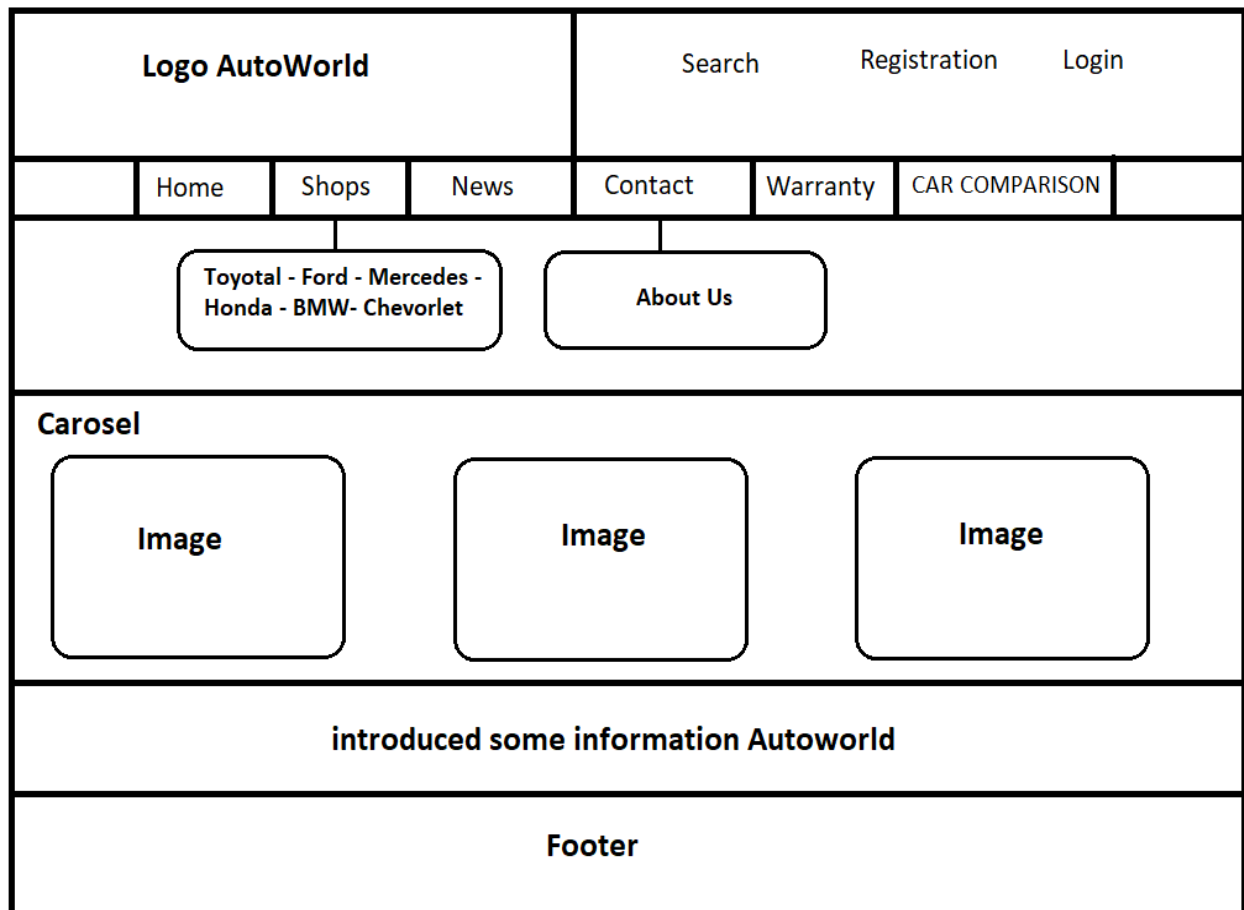 Logo AutoWorld
Search
Registration
Login
Home
Shops
News
Contact
Warranty
CAR COMPARISON
Toyotal - Ford - Mercedes -
Honda - BMW- Chevorlet
About Us
Carosel
Image
Image
Image
introduced some information Autoworld
Footer